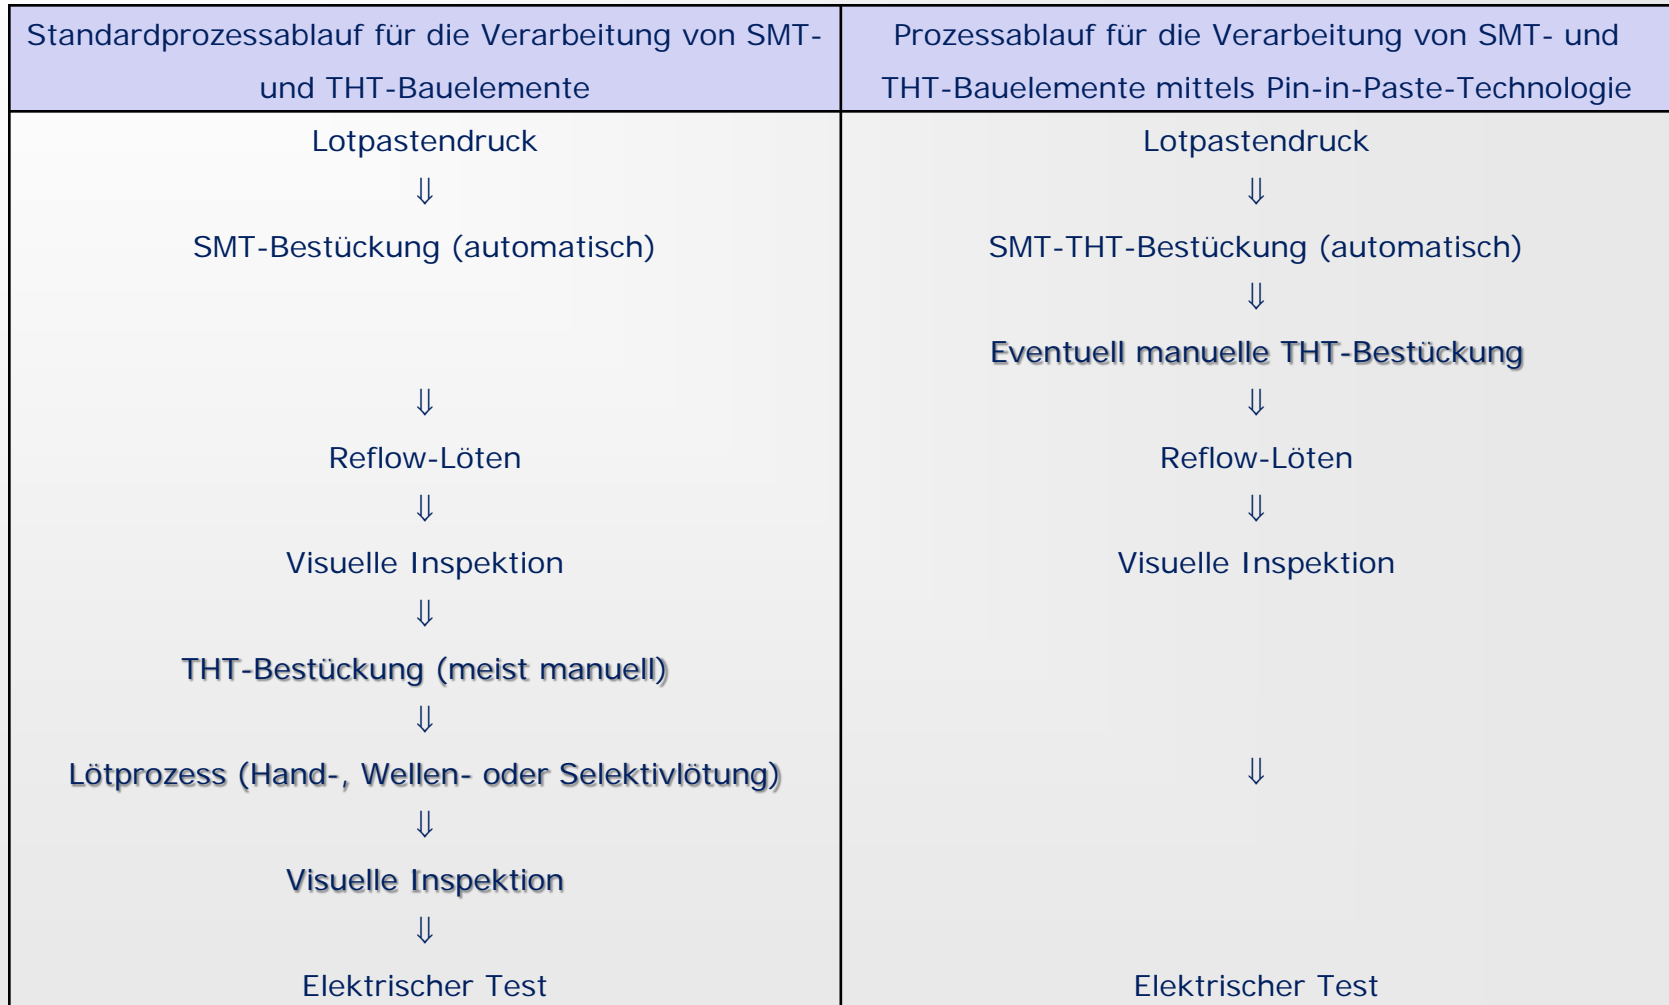 Standardprozessablauf für die Verarbeitung von SMT-
und THT-Bauelemente
Lotpastendruck
⇓
SMT-Bestückung (automatisch)
⇓
Reflow-Löten
⇓
Visuelle Inspektion
⇓
THT-Bestückung (meist manuell)
⇓
Lötprozess (Hand-, Wellen- oder Selektivlötung)
⇓
Visuelle Inspektion
⇓
Elektrischer Test
Prozessablauf für die Verarbeitung von SMT- und
THT-Bauelemente mittels Pin-in-Paste-Technologie
Lotpastendruck
⇓
SMT-THT-Bestückung (automatisch)
⇓
Eventuell manuelle THT-Bestückung
⇓
Reflow-Löten
⇓
Visuelle Inspektion
⇓
Elektrischer Test